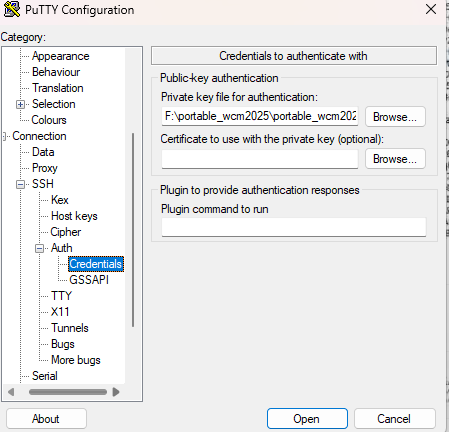 PuTTY Configuration
Category:
Appearance
Behaviour
Translation
Selection
Colours
Connection
Data
Proxy
SSH
Kex
Host keys
Cipher
Auth
Credentials
GSSAPI
TTY
X11
Tunnels
Bugs
More bugs
Serial
Credentials to authenticate with
Public-key authentication
Private key file for authentication:
F:\portable_wcm2025\portable_wcm202
Browse...
Certificate to use with the private key (optional):
Browse...
Plugin to provide authentication responses
Plugin command to run
About
Open
Cancel